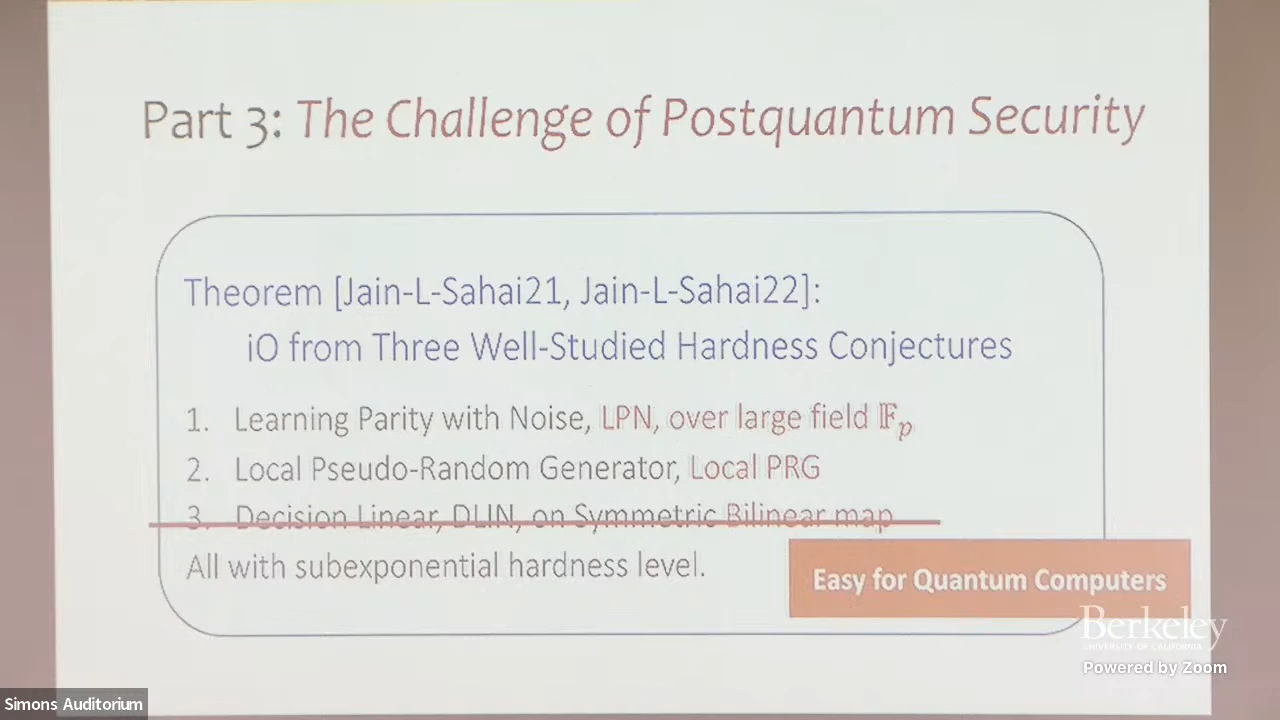 Part 3: The Challenge of Postquantum Security
Theorem [Jain-L-Sahai21, Jain-L-Sahai22]:
iO from Three Well-Studied Hardness Conjectures
1. Learning Parity with Noise, LPN, over large field 𝔽ₚ
2. Local Pseudo-Random Generator, Local PRG
3. Decision Linear, DLIN, on Symmetric Bilinear map
All with subexponential hardness level.
Easy for Quantum Computers
Berkeley
UNIVERSITY OF CALIFORNIA
Powered by Zoom
Simons Auditorium